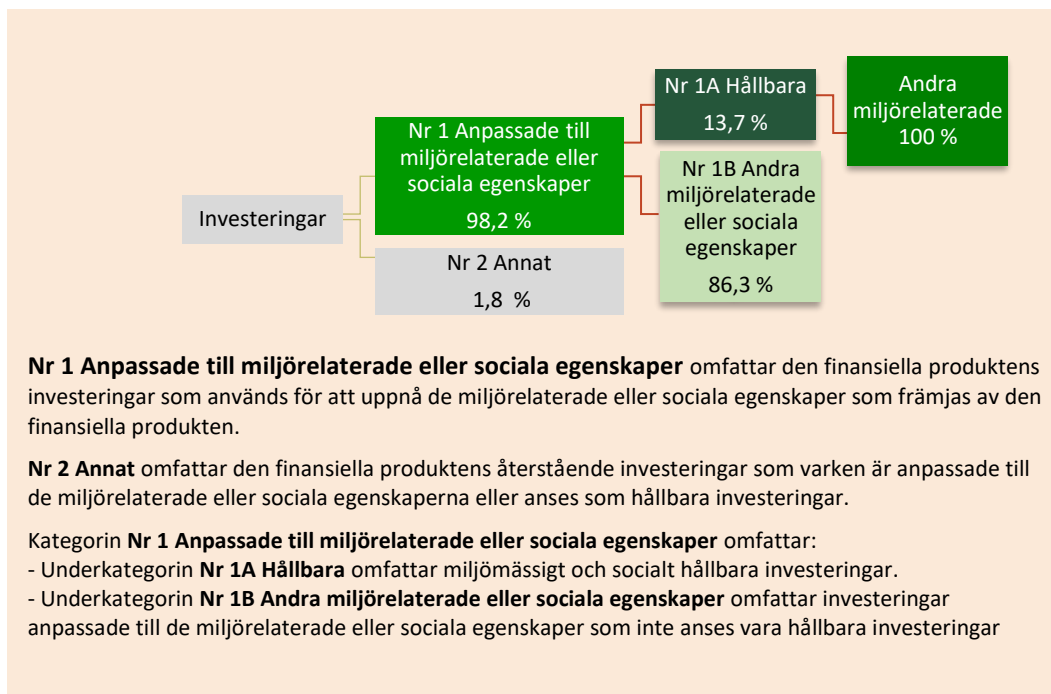 Investeringar
Nr 1 Anpassade till
miljörelaterade eller
sociala egenskaper
98,2 %
Nr 2 Annat
1,8 %
Nr 1A Hållbara
13,7 %
Nr 1B Andra
miljörelaterade
eller sociala
egenskaper
86,3 %
Andra
miljörelaterade
100 %
Nr 1 Anpassade till miljörelaterade eller sociala egenskaper omfattar den finansiella produktens
investeringar som används för att uppnå de miljörelaterade eller sociala egenskaper som främjas av den
finansiella produkten.
Nr 2 Annat omfattar den finansiella produktens återstående investeringar som varken är anpassade till
de miljörelaterade eller sociala egenskaperna eller anses som hållbara investeringar.
Kategorin Nr 1 Anpassade till miljörelaterade eller sociala egenskaper omfattar:
- Underkategorin Nr 1A Hållbara omfattar miljömässigt och socialt hållbara investeringar.
- Underkategorin Nr 1B Andra miljörelaterade eller sociala egenskaper omfattar investeringar
anpassade till de miljörelaterade eller sociala egenskaper som inte anses vara hållbara investeringar